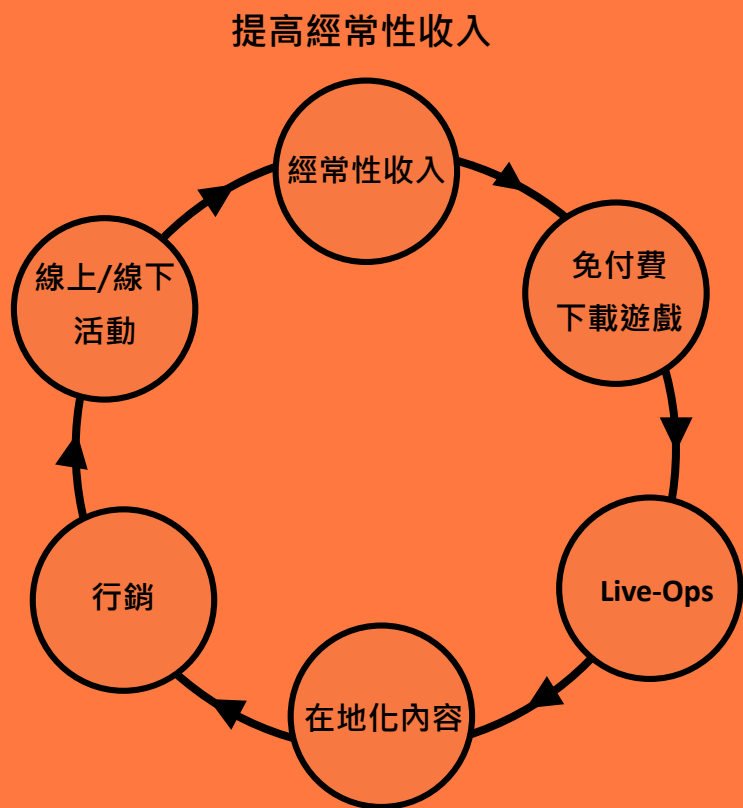 提高經常性收入
經常性收入
免付費
下載遊戲
Live-Ops
在地化內容
行銷
線上/線下
活動